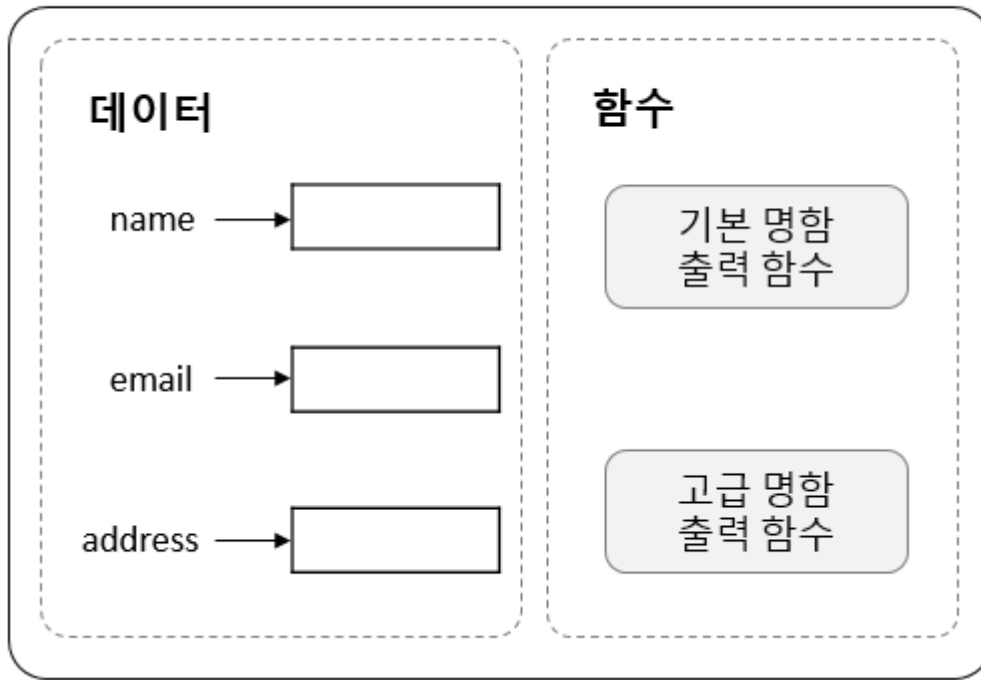 데이터
name
email
address
함수
기본 명함
출력 함수
고급 명함
출력 함수